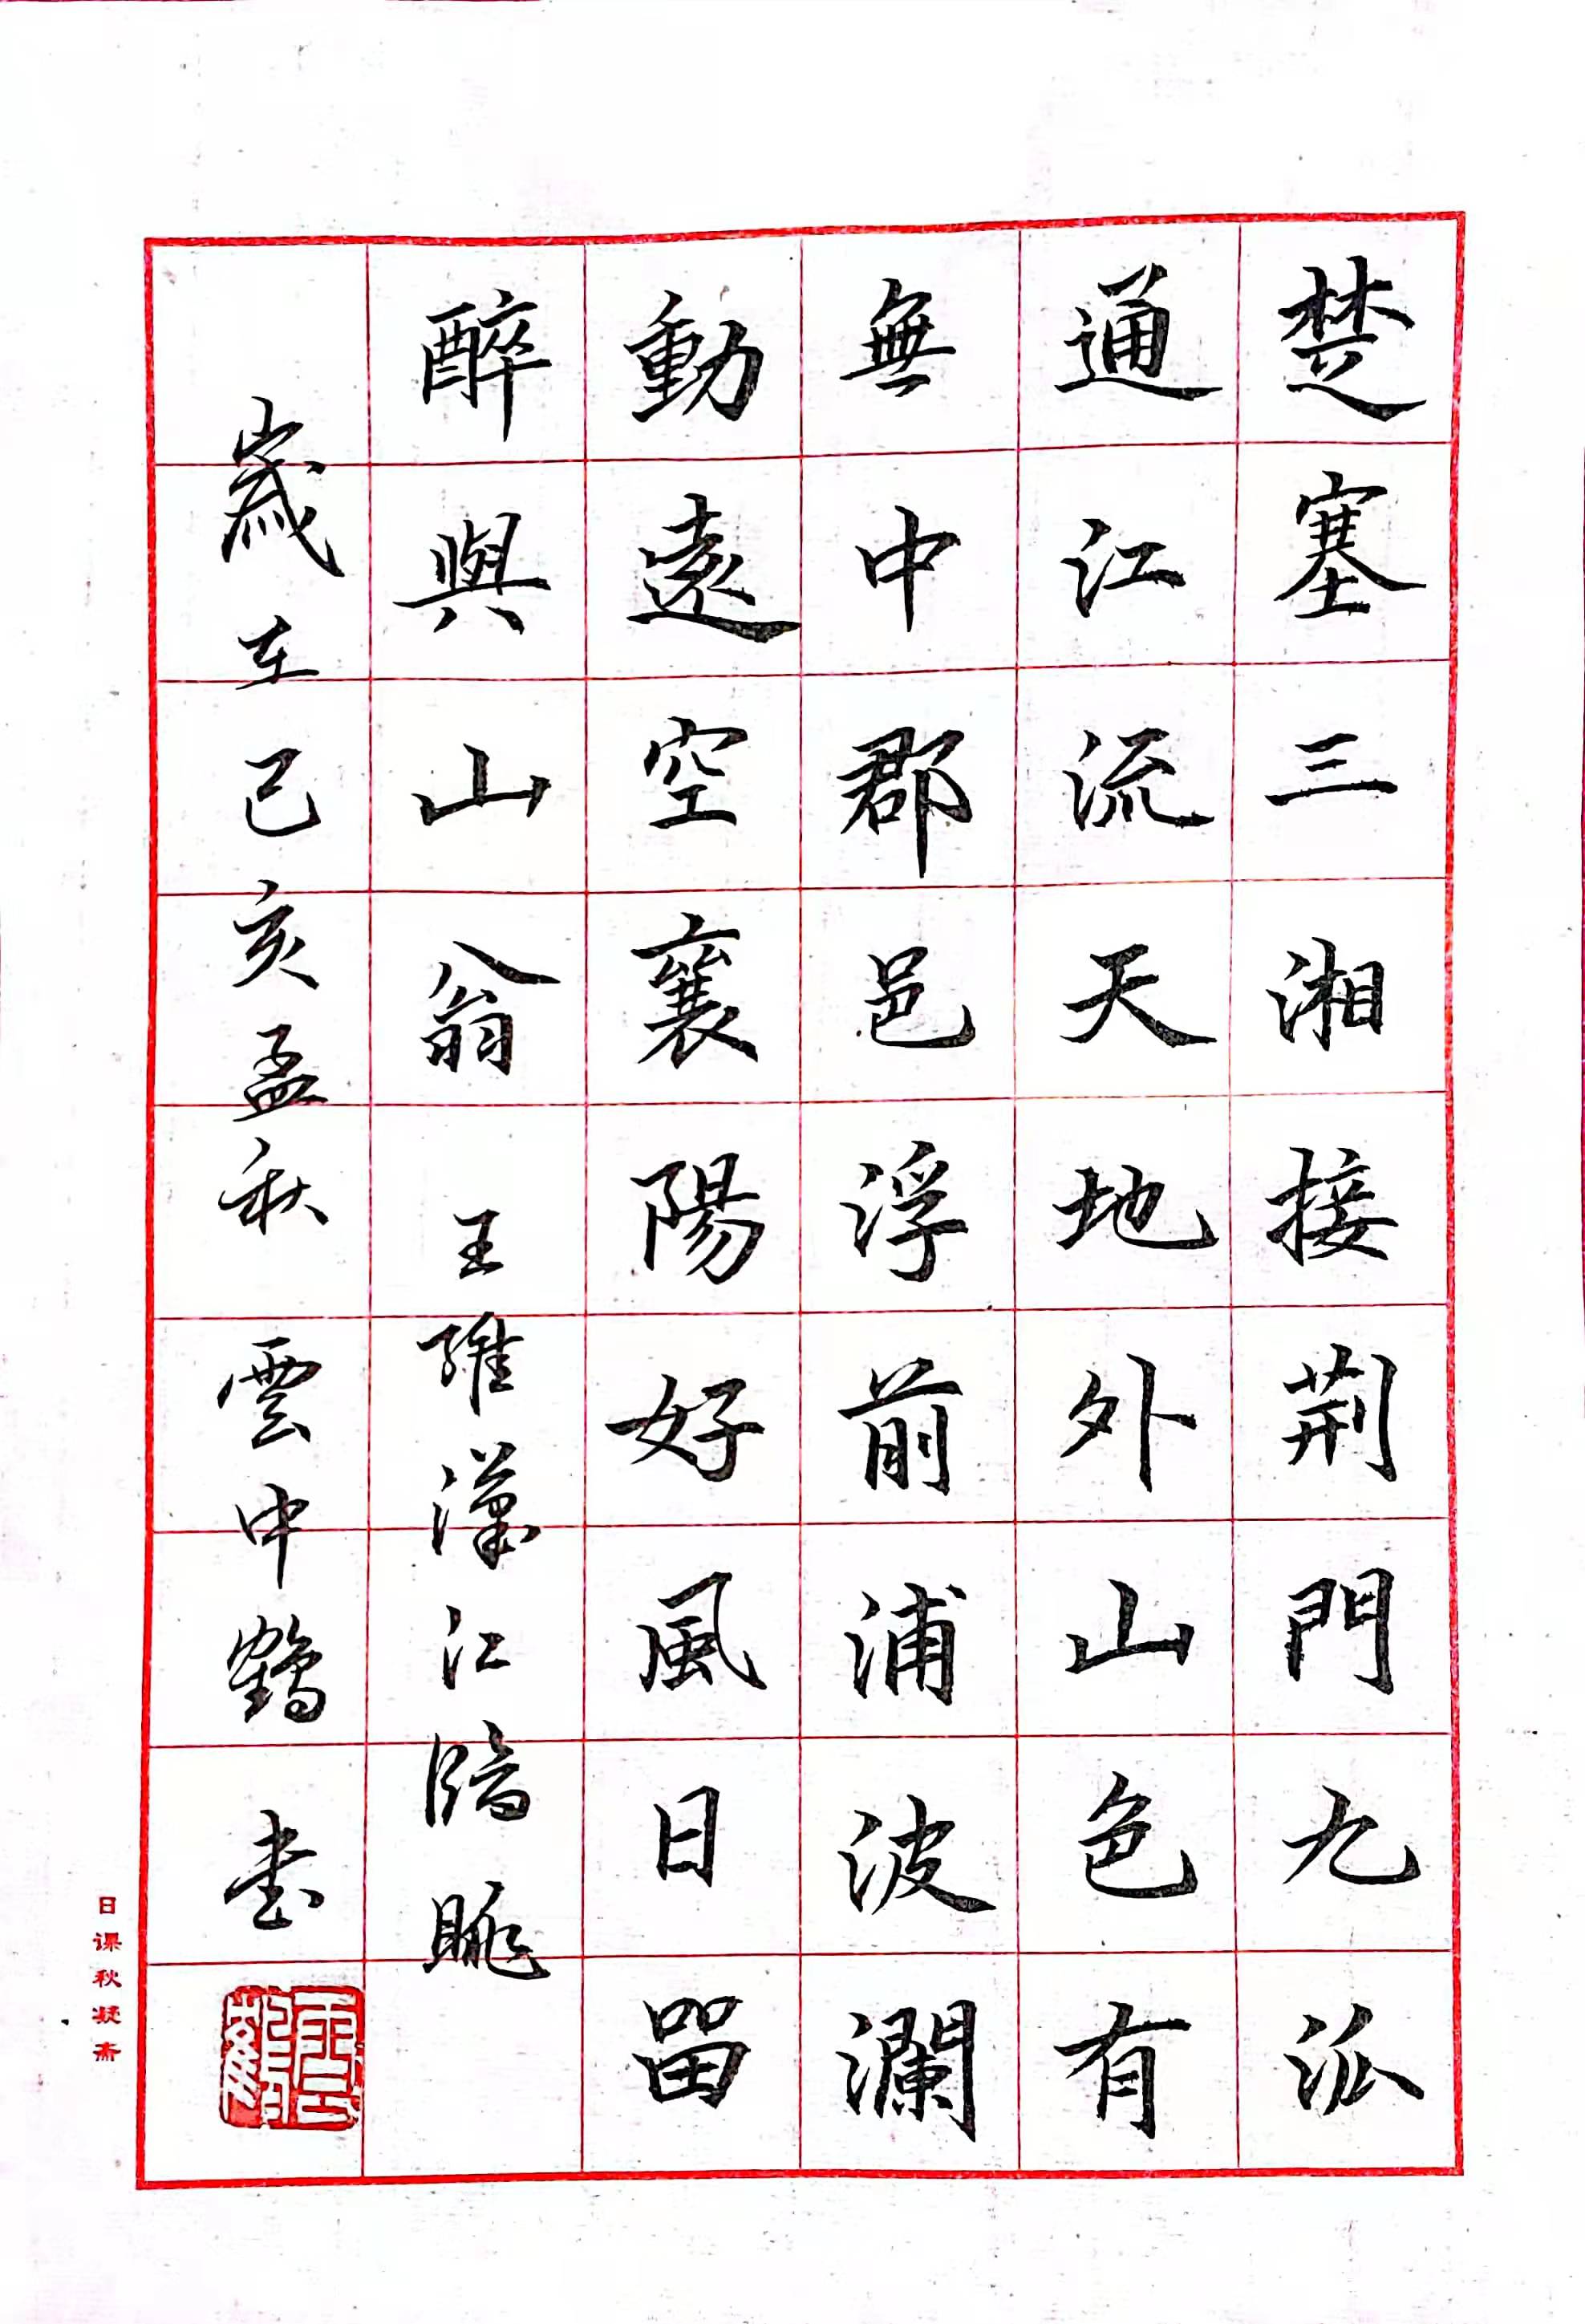 楚塞三湘接荆門九派
通江流天地外山色有
無中郡邑浮前浦波瀾
動遠空襄陽好風日留
醉與山翁 王維漢江臨眺
歲在己亥孟秋 雲中鶴 書
日课秋凝斋